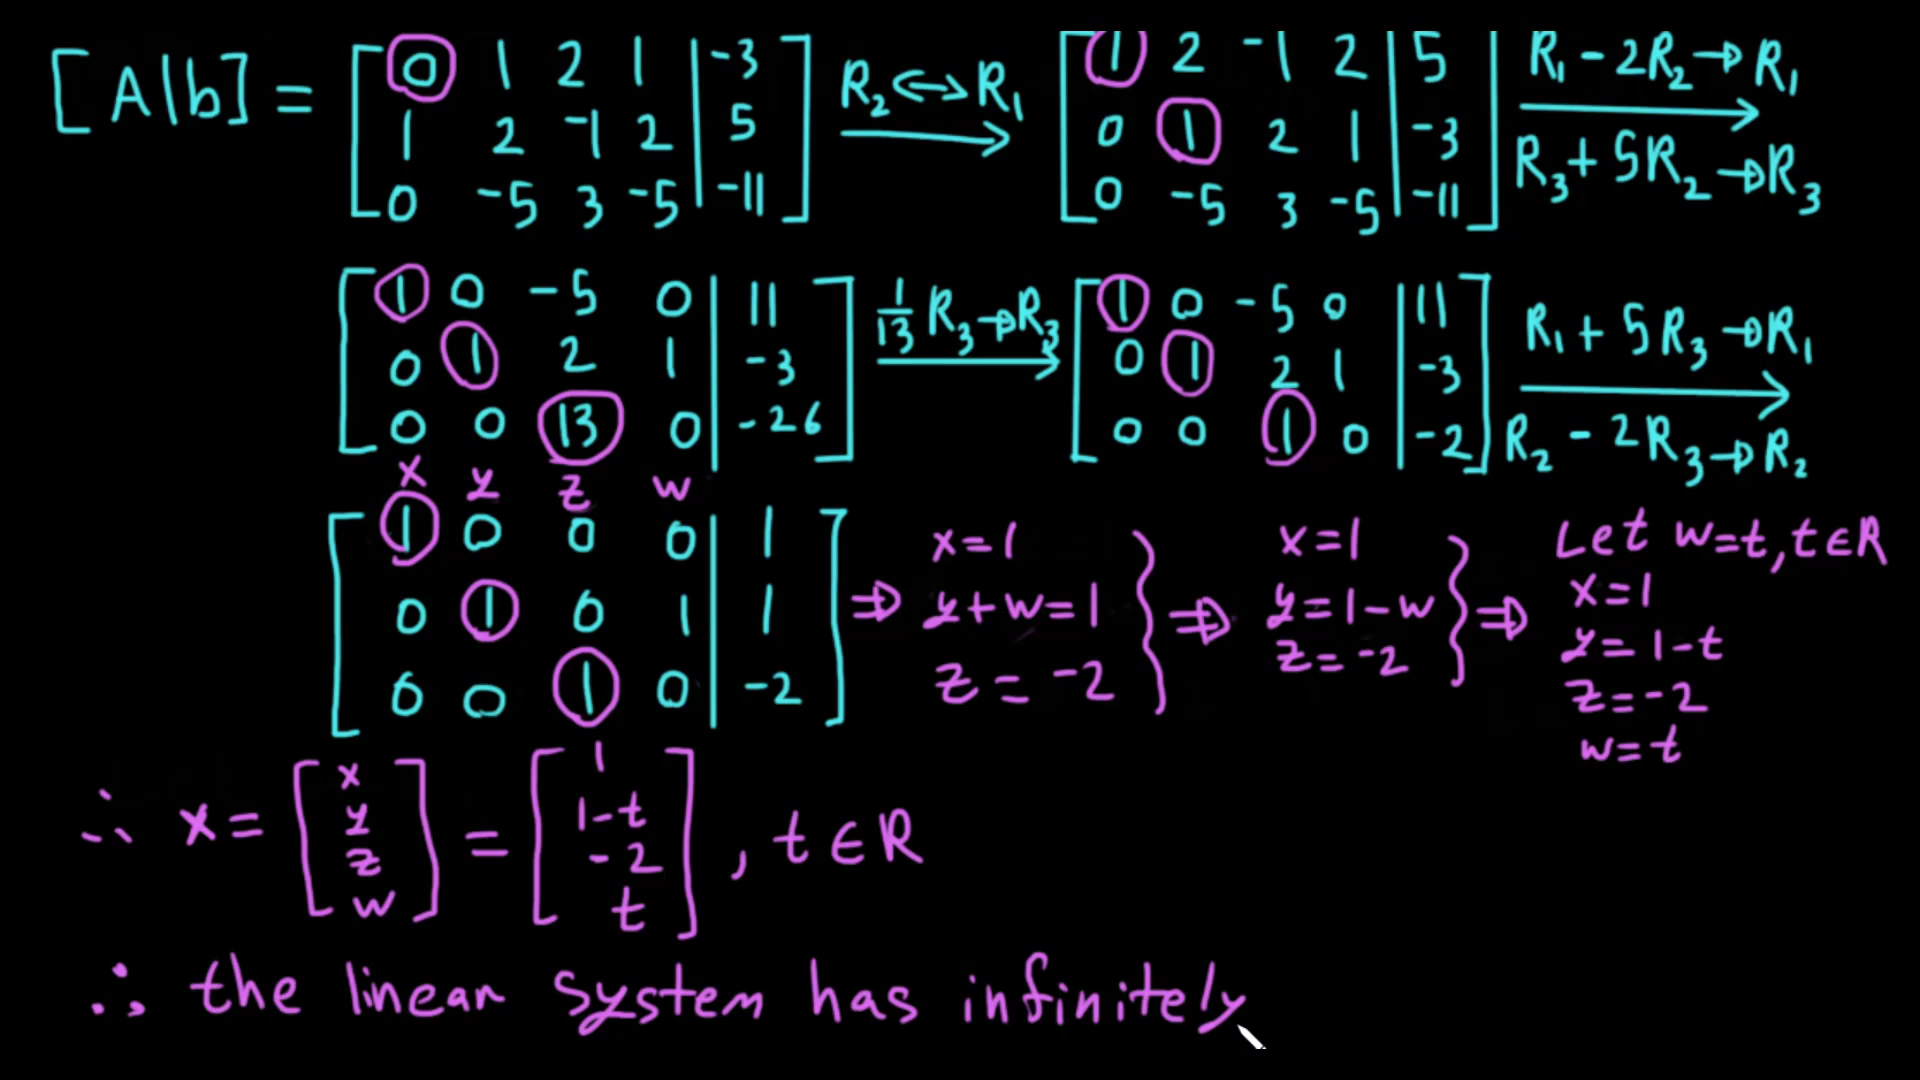 [A|b] = [0 1 2 1 | -3] R₂ ↔ R₁ [1 2 -1 2 | 5] R₁ - 2R₂ → R₁
[1 2 -1 2 | 5] [0 1 2 1 | -3] R₃ + 5R₂ → R₃
[0 -5 3 -5 | -11] [0 -5 3 -5 | -11]
[1 0 -5 0 | 11] 1/13 R₃ → R₃ [1 0 -5 0 | 11] R₁ + 5R₃ → R₁
[0 1 2 1 | -3] [0 1 2 1 | -3]
[0 0 13 0 | -26] [0 0 1 0 | -2] R₂ - 2R₃ → R₂
x y z w
[1 0 0 0 | 1] x=1 x=1 Let w=t, t∈R
[0 1 0 1 | 1] ⇒ y+w=1 } ⇒ y=1-w } ⇒ x=1
[0 0 1 0 | -2] z=-2 z=-2 y=1-t
z=-2
w=t
∴ x = [x y z w] = [1 1-t -2 t], t∈R
∴ the linear system has infinitely